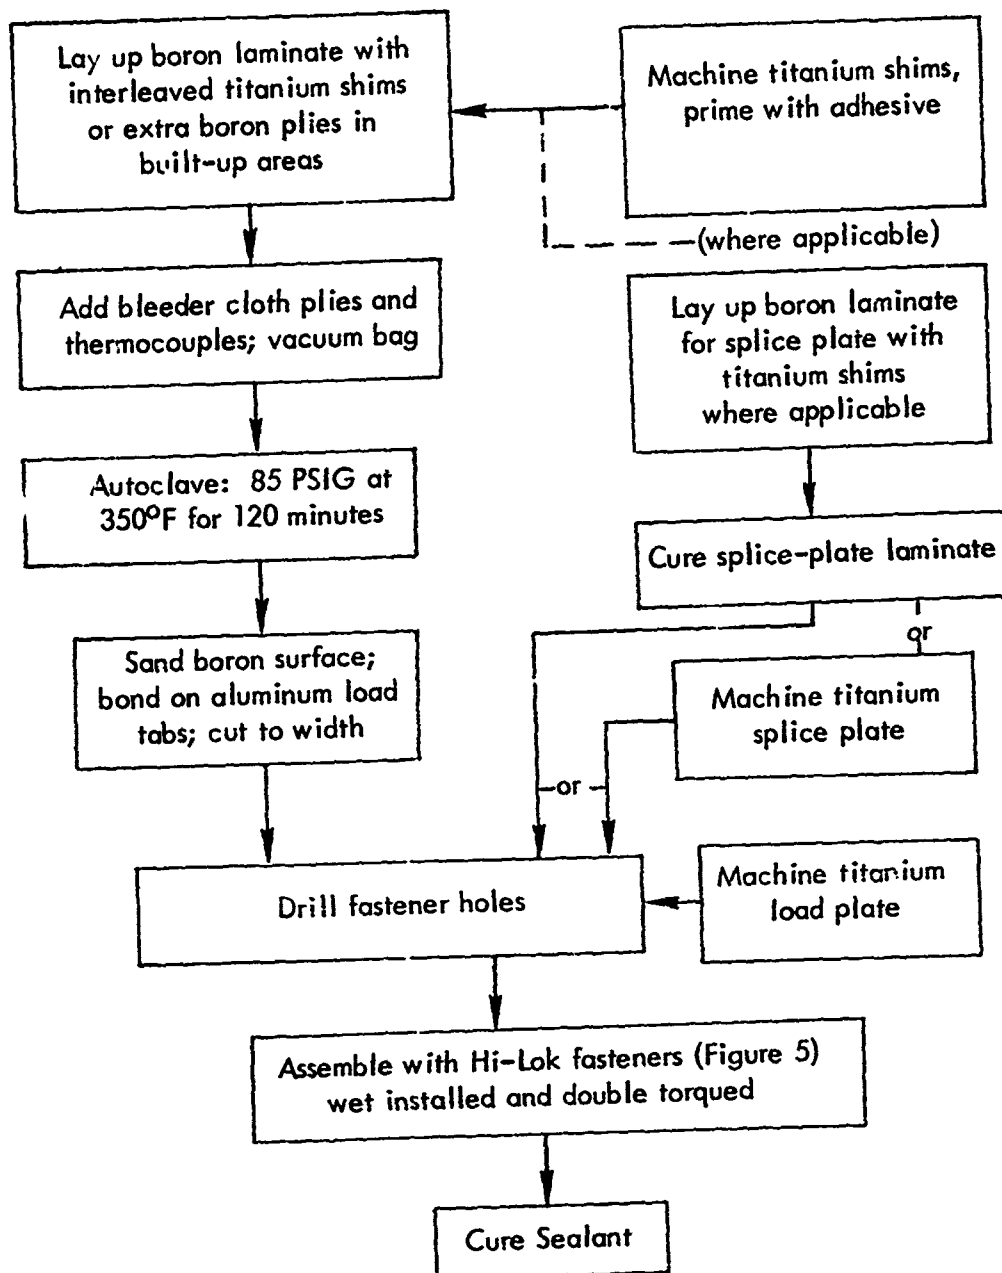 Lay up boron laminate with
interleaved titanium shims
or extra boron plies in
built-up areas
Machine titanium shims,
prime with adhesive
(where applicable)
Add bleeder cloth plies and
thermocouples; vacuum bag
Lay up boron laminate
for splice plate with
titanium shims
where applicable
Autoclave: 85 PSIG at
350°F for 120 minutes
Cure splice-plate laminate
or
Sand boron surface;
bond on aluminum load
tabs; cut to width
Machine titanium
splice plate
or
Drill fastener holes
Machine titanium
load plate
Assemble with Hi-Lok fasteners (Figure 5)
wet installed and double torqued
Cure Sealant